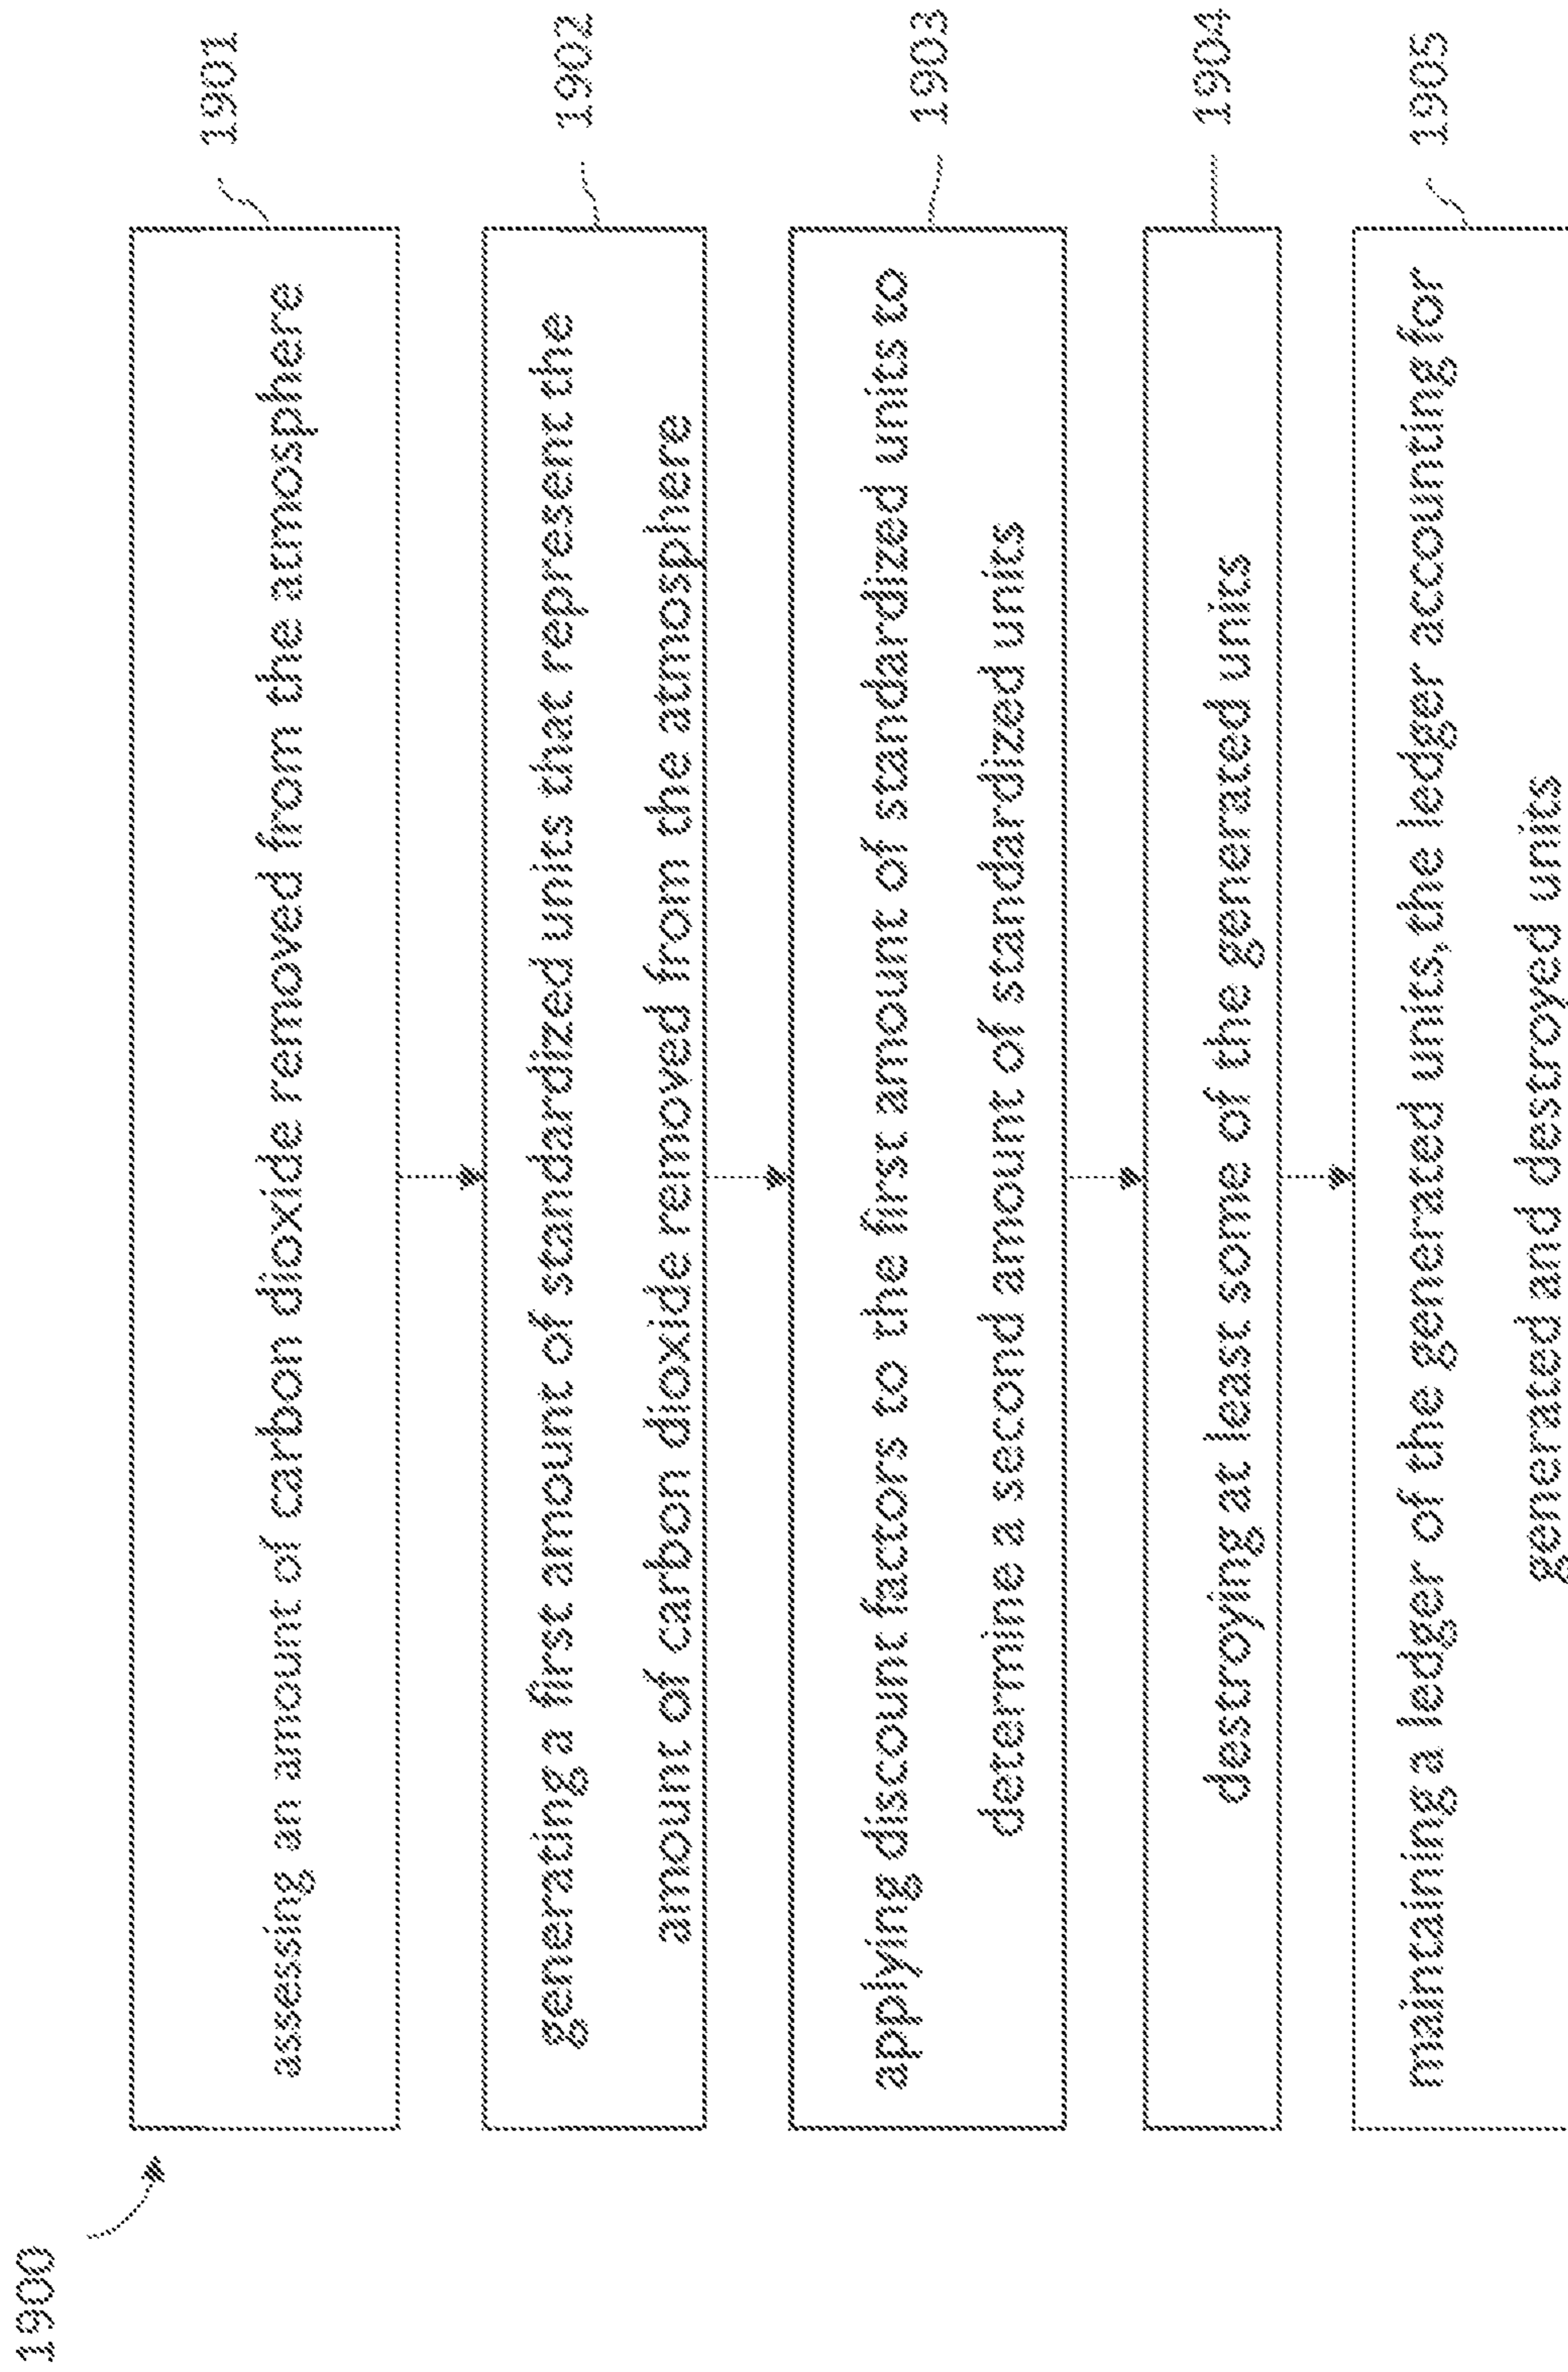 1900
assessing an amount of carbon dioxide removed from the atmosphere
1901
generating a first amount of standardized units that represent the
amount of carbon dioxide removed from the atmosphere
1902
applying discount factors to the first amount of standardized units to
determine a second amount of standardized units
1903
destroying at least some of the generated units
1904
maintaining a ledger of the generated units, the ledger accounting for
generated and destroyed units
1905